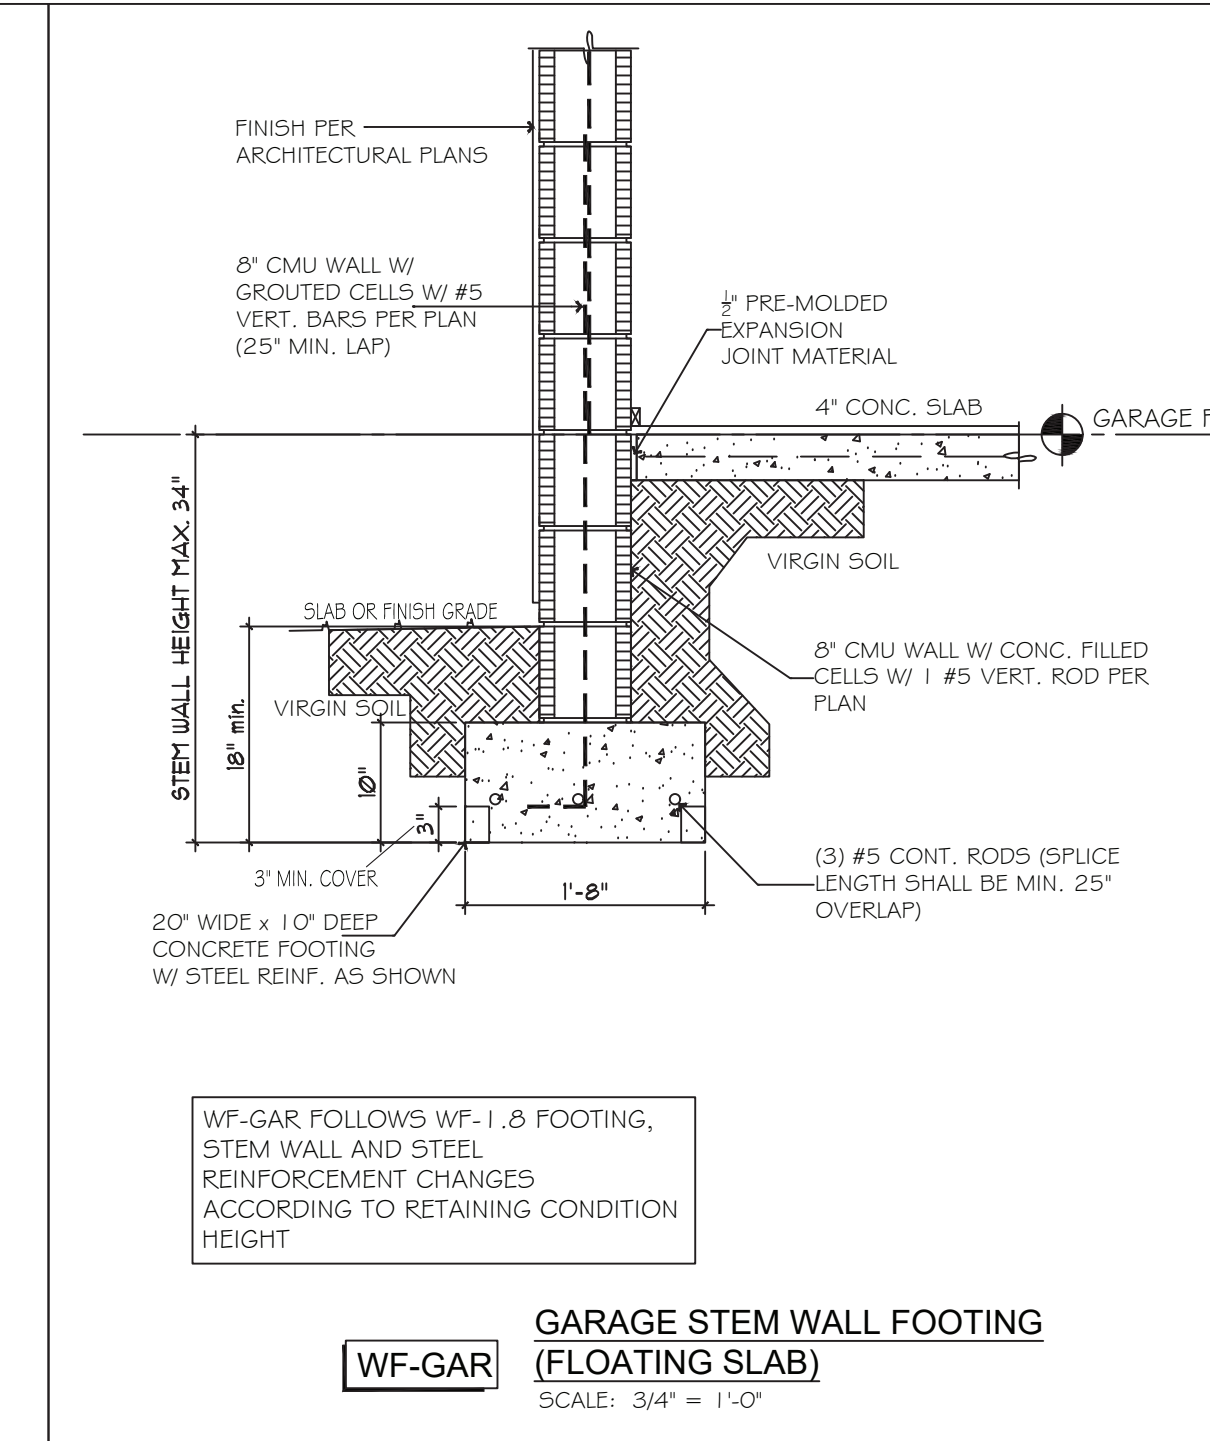 FINISH PER
ARCHITECTURAL PLANS
8" CMU WALL W/
GROUTED CELLS W/ #5
VERT. BARS PER PLAN
(25" MIN. LAP)
½" PRE-MOLDED
EXPANSION
JOINT MATERIAL
4" CONC. SLAB
GARAGE F
STEM WALL HEIGHT MAX. 34"
VIRGIN SOIL
SLAB OR FINISH GRADE
8" CMU WALL W/ CONC. FILLED
CELLS W/ 1 #5 VERT. ROD PER
PLAN
VIRGIN SOIL
18" min.
10"
3"
3" MIN. COVER
1'-8"
(3) #5 CONT. RODS (SPLICE
LENGTH SHALL BE MIN. 25"
OVERLAP)
20" WIDE x 10" DEEP
CONCRETE FOOTING
W/ STEEL REINF. AS SHOWN
WF-GAR FOLLOWS WF-1.8 FOOTING,
STEM WALL AND STEEL
REINFORCEMENT CHANGES
ACCORDING TO RETAINING CONDITION
HEIGHT
WF-GAR
GARAGE STEM WALL FOOTING
(FLOATING SLAB)
SCALE: 3/4" = 1'-0"